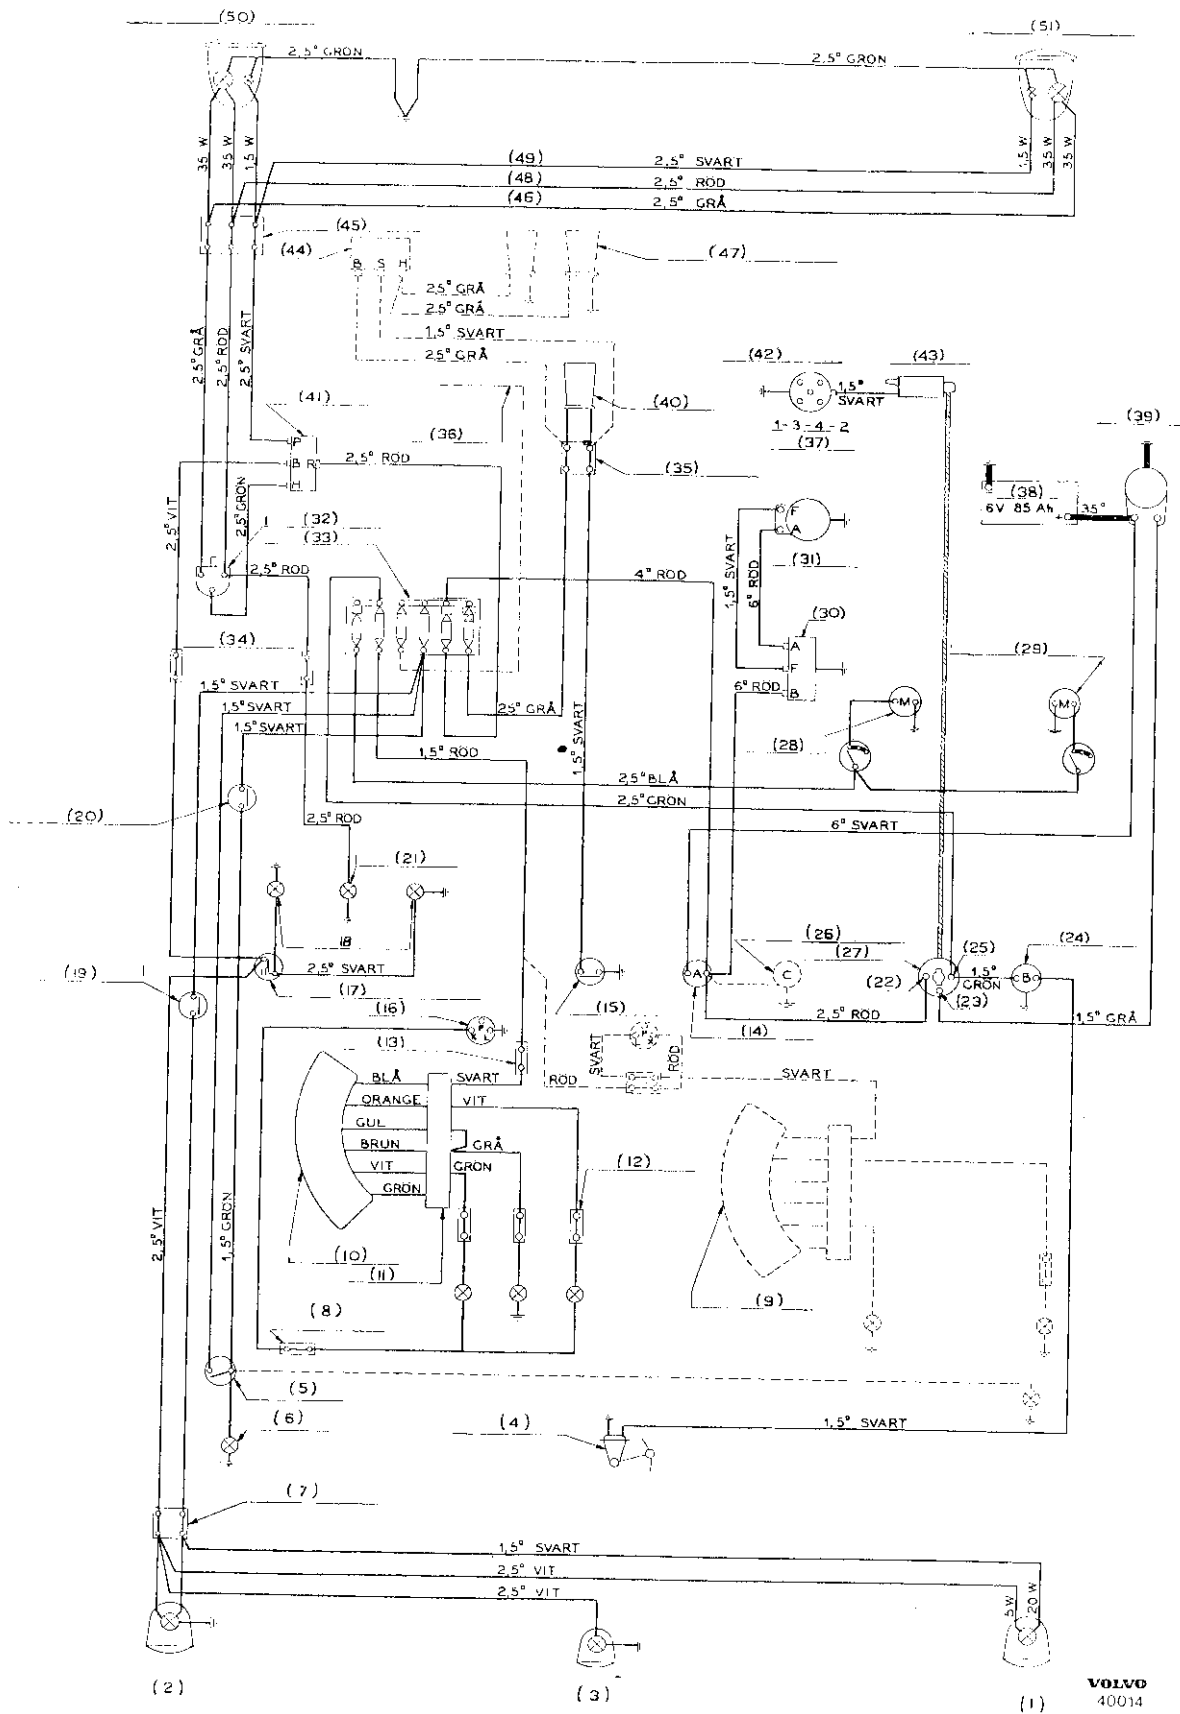 (50)
(51)
2,5° GRÖN
2,5° GRÖN
35 W
35 W
1,5 W
1,5 W
35 W
35 W
(49)
2,5° SVART
(48)
2,5° RÖD
(46)
2,5° GRÅ
(45)
(44)
B S H
(47)
2,5° GRÅ
2,5° GRÅ
1,5° SVART
2,5° GRÅ
2,5° GRÅ
2,5° RÖD
2,5° SVART
(42)
(43)
1,5°
SVART
(41)
(36)
(40)
1-3-4-2
(37)
(39)
F
B R
H
2,5° RÖD
(35)
(38)
6V 85 Ah
+
35°
2,5° VIT
2,5° GRÖN
(32)
(33)
F
A
(31)
2,5° RÖD
4° RÖD
1,5° SVART
6° RÖD
(30)
(34)
A
F
B
(29)
6° RÖD
1,5° SVART
1,5° SVART
1,5° SVART
25° GRÅ
1,5° SVART
M
M
(28)
1,5° RÖD
2,5° BLÅ
2,5° GRÖN
(20)
2,5° RÖD
6° SVART
(21)
18
(26)
(27)
(24)
(19)
2,5° SVART
(17)
A
C
(22)
(25)
1,5°
GRÖN
B
(23)
(16)
(15)
(14)
2,5° RÖD
1,5° GRÅ
(13)
SVART
RÖD
RÖD
SVART
BLÅ
SVART
ORANGE
VIT
GUL
BRUN
GRÅ
VIT
GRÖN
GRÖN
(12)
2,5° VIT
1,5° GRÖN
(10)
(11)
(9)
(8)
(5)
(6)
(4)
1,5° SVART
(7)
1,5° SVART
2,5° VIT
2,5° VIT
5 W
20 W
(2)
(3)
(1)
VOLVO
40014